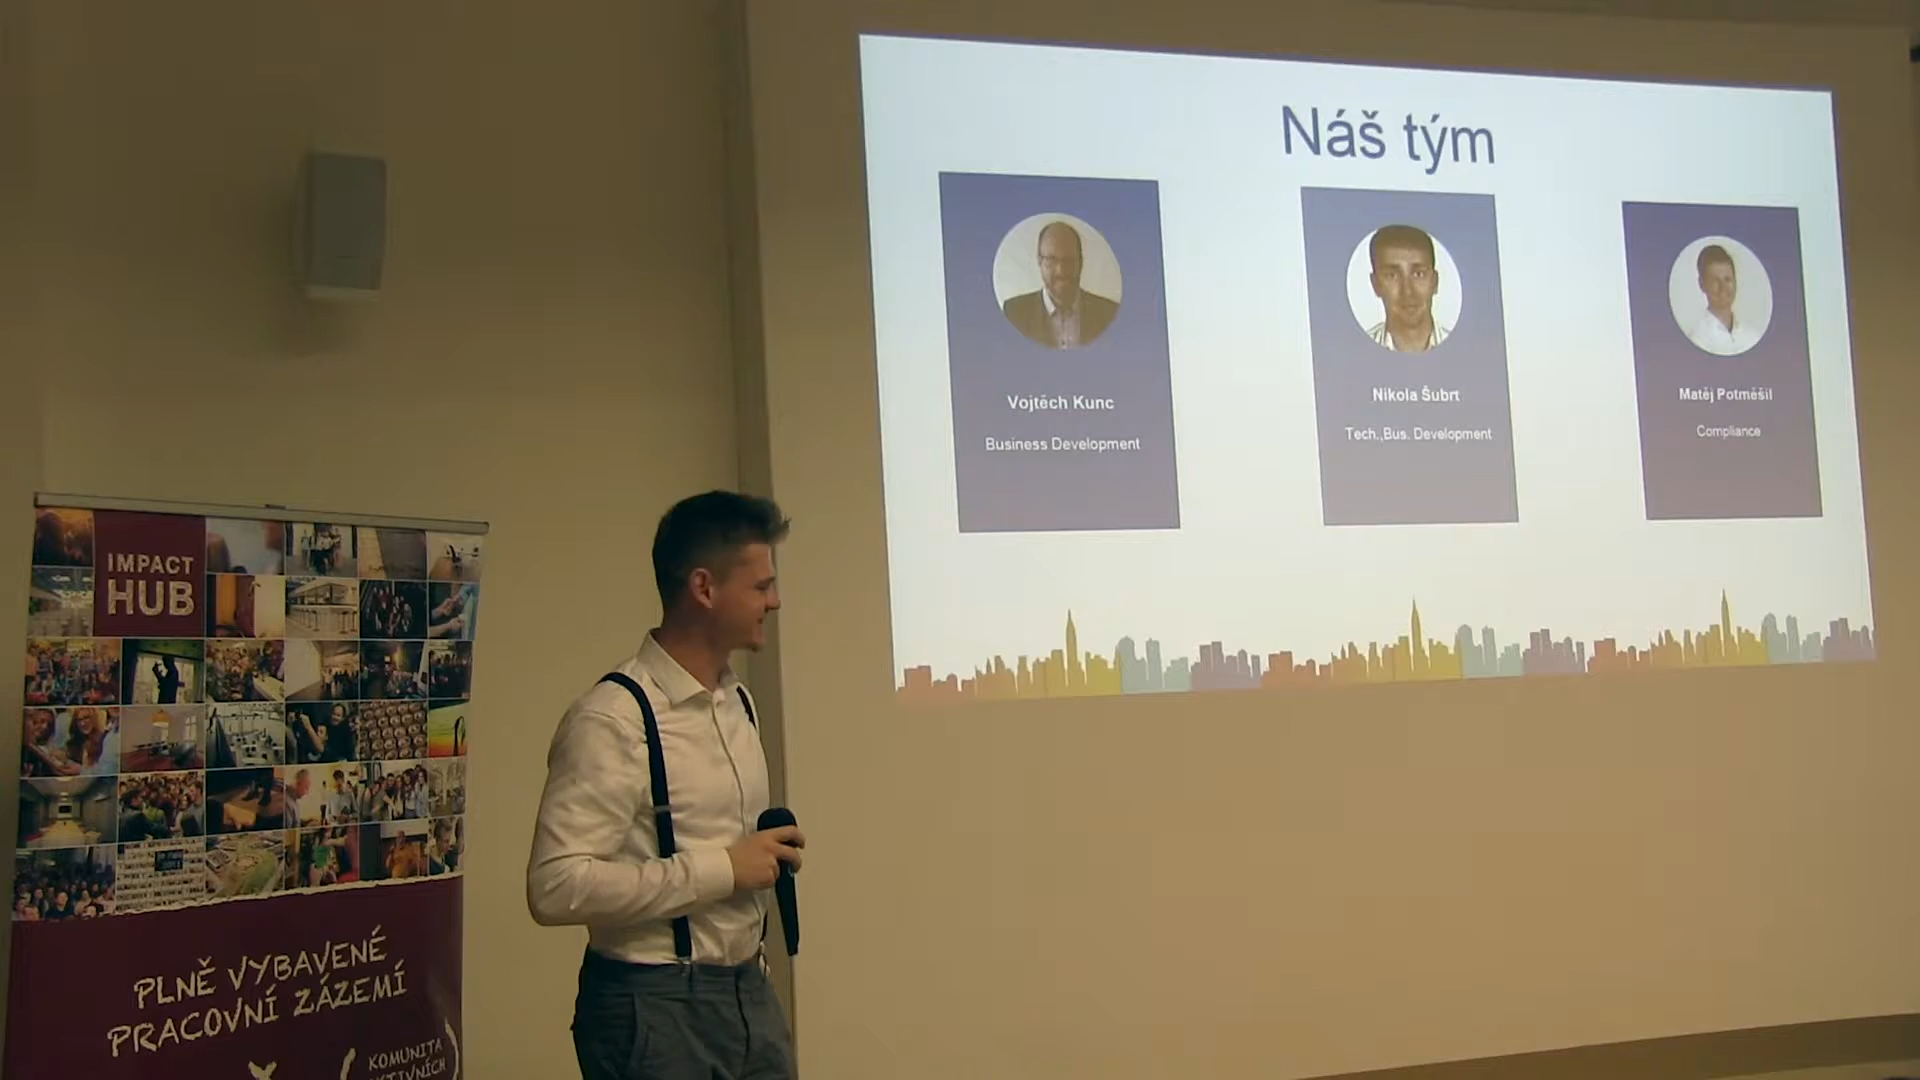 Náš tým
Vojtěch Kunc
Business Development
Nikola Šubrt
Tech.,Bus. Development
Matěj Potměšil
Compliance
IMPACT
HUB
PLNĚ VYBAVENÉ
PRACOVNÍ ZÁZEMÍ
KOMUNITA